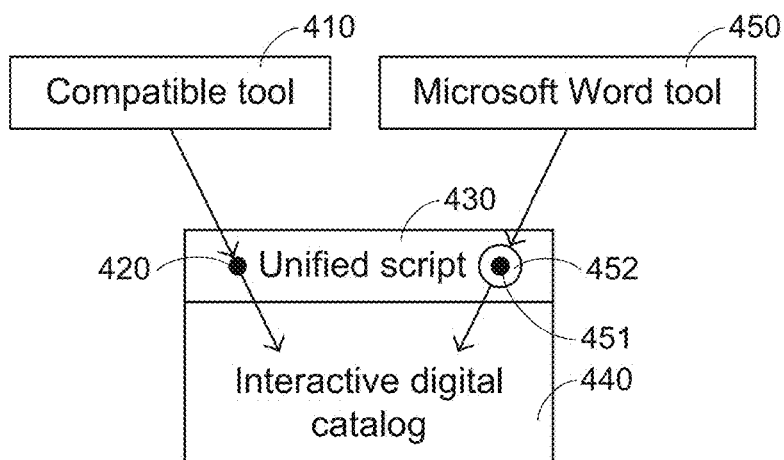 410
450
Compatible tool
Microsoft Word tool
430
420
Unified script
452
451
Interactive digital
catalog
440